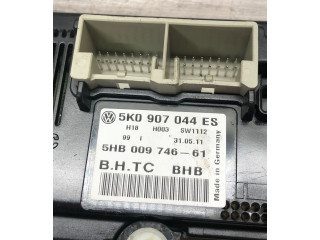 5K0 907 044 ES
H18 H003 SW1112
99 1 31.05.11
5HB 009 746-61
B.H.TC BHB
Made in Germany